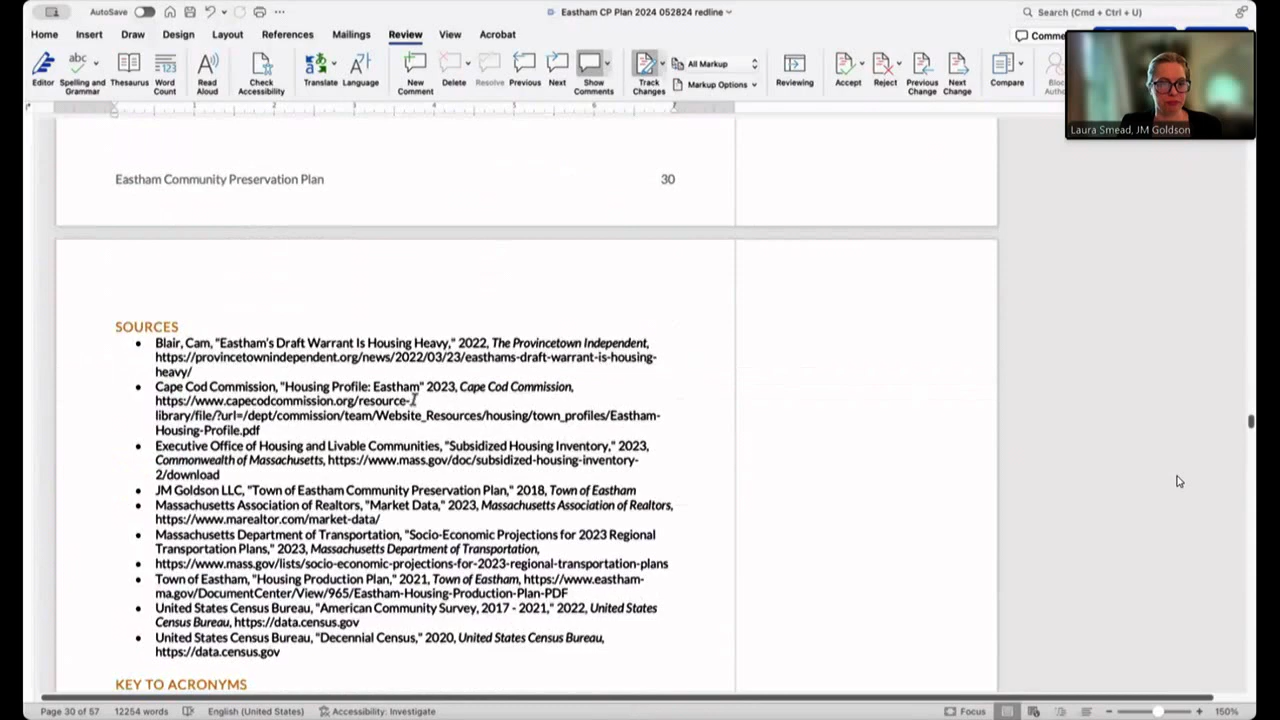 AutoSave
Eastham CP Plan 2024 052824 redline
Search (Cmd + Ctrl + U)
Home Insert Draw Design Layout References Mailings Review View Acrobat
Comme
Editor
Spelling and Grammar
Thesaurus
Word Count
Read Aloud
Check Accessibility
Translate
Language
New Comment
Delete
Resolve
Previous
Next
Show Comments
Track Changes
All Markup
Markup Options
Reviewing
Accept
Reject
Previous Change
Next Change
Compare
Laura Smead, JM Goldson
Eastham Community Preservation Plan 30
SOURCES
• Blair, Cam, "Eastham's Draft Warrant Is Housing Heavy," 2022, The Provincetown Independent,
https://provincetownindependent.org/news/2022/03/23/easthams-draft-warrant-is-housing-
heavy/
• Cape Cod Commission, "Housing Profile: Eastham" 2023, Cape Cod Commission,
https://www.capecodcommission.org/resource-
library/file/?url=/dept/commission/team/Website_Resources/housing/town_profiles/Eastham-
Housing-Profile.pdf
• Executive Office of Housing and Livable Communities, "Subsidized Housing Inventory," 2023,
Commonwealth of Massachusetts, https://www.mass.gov/doc/subsidized-housing-inventory-
2/download
• JM Goldson LLC, "Town of Eastham Community Preservation Plan," 2018, Town of Eastham
• Massachusetts Association of Realtors, "Market Data," 2023, Massachusetts Association of Realtors,
https://www.marealtor.com/market-data/
• Massachusetts Department of Transportation, "Socio-Economic Projections for 2023 Regional
Transportation Plans," 2023, Massachusetts Department of Transportation,
• https://www.mass.gov/lists/socio-economic-projections-for-2023-regional-transportation-plans
• Town of Eastham, "Housing Production Plan," 2021, Town of Eastham, https://www.eastham-
ma.gov/DocumentCenter/View/965/Eastham-Housing-Production-Plan-PDF
• United States Census Bureau, "American Community Survey, 2017 - 2021," 2022, United States
Census Bureau, https://data.census.gov
• United States Census Bureau, "Decennial Census," 2020, United States Census Bureau,
https://data.census.gov
KEY TO ACRONYMS
Page 30 of 57 12254 words English (United States) Accessibility: Investigate Focus 150%